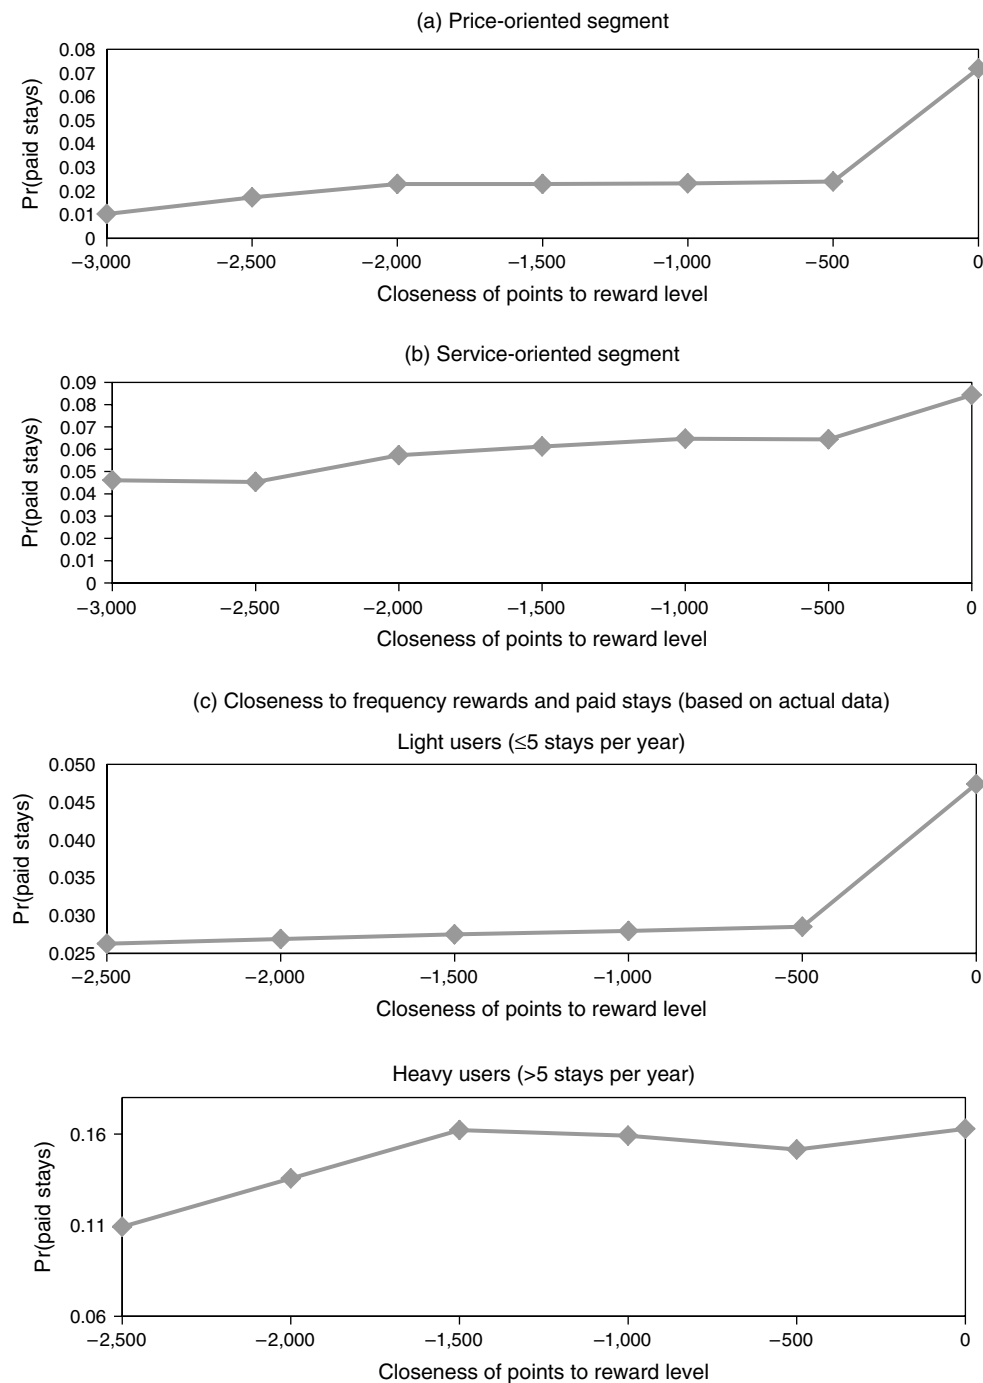 (a) Price-oriented segment
0.08
0.07
0.06
0.05
0.04
0.03
0.02
0.01
0
Pr(paid stays)
−3,000 −2,500 −2,000 −1,500 −1,000 −500 0
Closeness of points to reward level
(b) Service-oriented segment
0.09
0.08
0.07
0.06
0.05
0.04
0.03
0.02
0.01
0
Pr(paid stays)
−3,000 −2,500 −2,000 −1,500 −1,000 −500 0
Closeness of points to reward level
(c) Closeness to frequency rewards and paid stays (based on actual data)
Light users (≤5 stays per year)
0.050
0.045
0.040
0.035
0.030
0.025
Pr(paid stays)
−2,500 −2,000 −1,500 −1,000 −500 0
Closeness of points to reward level
Heavy users (>5 stays per year)
0.16
0.11
0.06
Pr(paid stays)
−2,500 −2,000 −1,500 −1,000 −500 0
Closeness of points to reward level